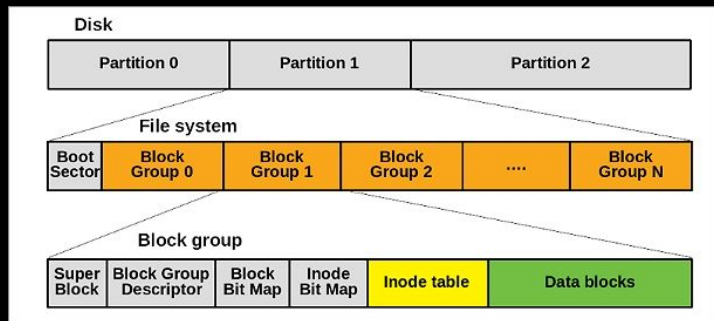 Disk
Partition 0 Partition 1 Partition 2
File system
Boot Block Block Block .... Block
Sector Group 0 Group 1 Group 2 Group N
Block group
Super Block Group Block Inode Inode table Data blocks
Block Descriptor Bit Map Bit Map